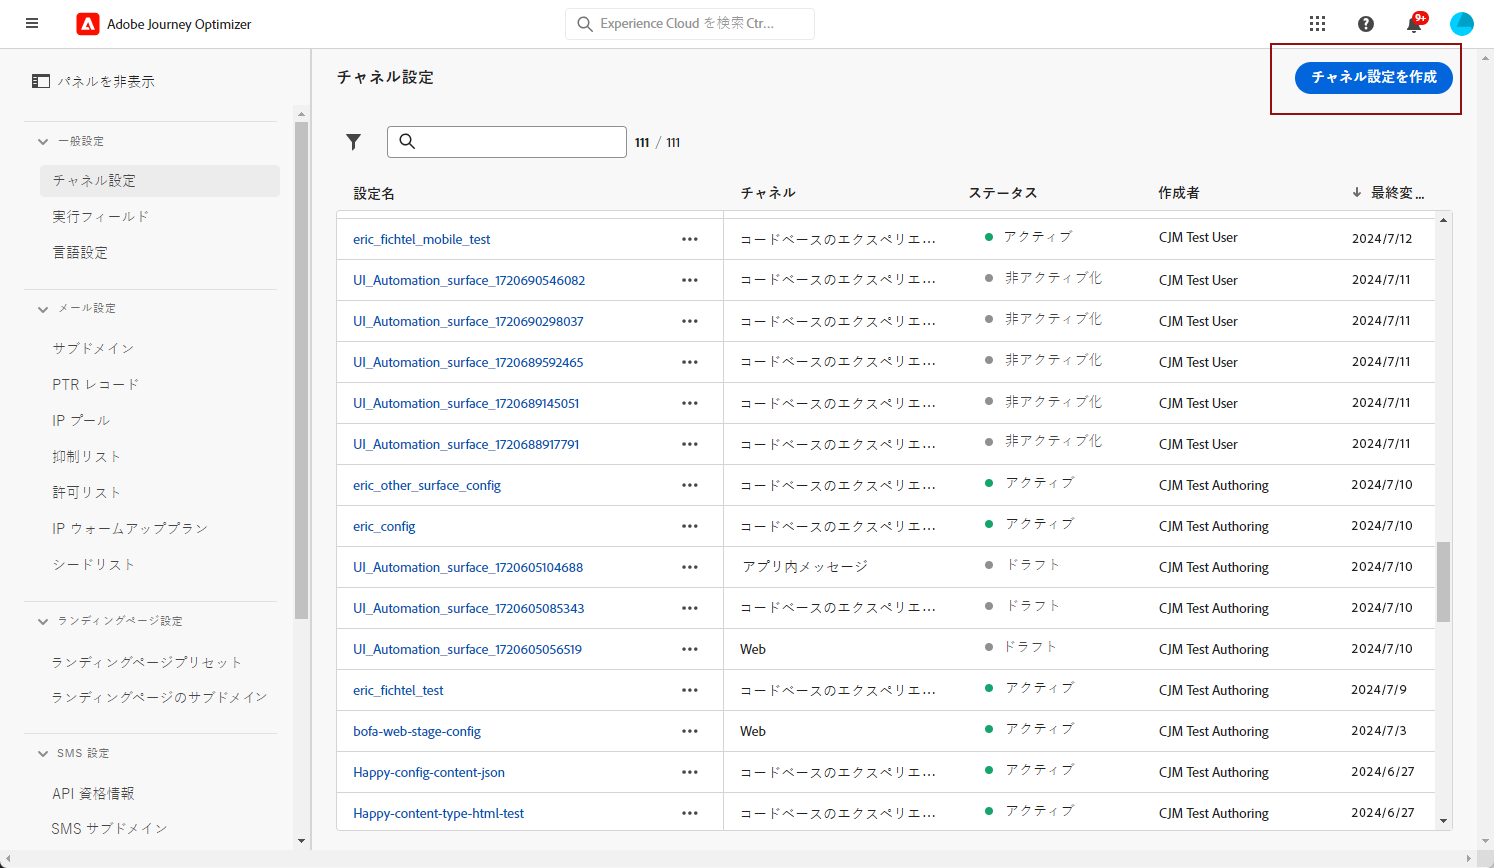 Adobe Journey Optimizer
Experience Cloud を検索 Ctr...
9+
パネルを非表示
一般設定
チャネル設定
実行フィールド
言語設定
メール設定
サブドメイン
PTR レコード
IP プール
抑制リスト
許可リスト
IP ウォームアッププラン
シードリスト
ランディングページ設定
ランディングページプリセット
ランディングページのサブドメイン
SMS 設定
API 資格情報
SMS サブドメイン
チャネル設定
チャネル設定を作成
111 / 111
設定名 チャネル ステータス 作成者 ↓ 最終変...
eric_fichtel_mobile_test ••• コードベースのエクスペリエ... アクティブ CJM Test User 2024/7/12
UI_Automation_surface_1720690546082 ••• コードベースのエクスペリエ... 非アクティブ化 CJM Test User 2024/7/11
UI_Automation_surface_1720690298037 ••• コードベースのエクスペリエ... 非アクティブ化 CJM Test User 2024/7/11
UI_Automation_surface_1720689592465 ••• コードベースのエクスペリエ... 非アクティブ化 CJM Test User 2024/7/11
UI_Automation_surface_1720689145051 ••• コードベースのエクスペリエ... 非アクティブ化 CJM Test User 2024/7/11
UI_Automation_surface_1720688917791 ••• コードベースのエクスペリエ... 非アクティブ化 CJM Test User 2024/7/11
eric_other_surface_config ••• コードベースのエクスペリエ... アクティブ CJM Test Authoring 2024/7/10
eric_config ••• コードベースのエクスペリエ... アクティブ CJM Test Authoring 2024/7/10
UI_Automation_surface_1720605104688 ••• アプリ内メッセージ ドラフト CJM Test Authoring 2024/7/10
UI_Automation_surface_1720605085343 ••• コードベースのエクスペリエ... ドラフト CJM Test Authoring 2024/7/10
UI_Automation_surface_1720605056519 ••• Web ドラフト CJM Test Authoring 2024/7/10
eric_fichtel_test ••• コードベースのエクスペリエ... アクティブ CJM Test Authoring 2024/7/9
bofa-web-stage-config ••• Web アクティブ CJM Test Authoring 2024/7/3
Happy-config-content-json ••• コードベースのエクスペリエ... アクティブ CJM Test Authoring 2024/6/27
Happy-content-type-html-test ••• コードベースのエクスペリエ... アクティブ CJM Test Authoring 2024/6/27